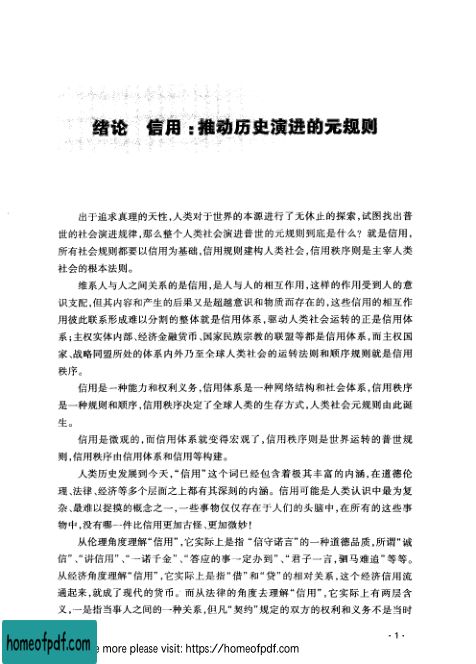 绪论　信用：推动历史演进的元规则
出于追求真理的天性，人类对于世界的本源进行了无休止的探索，试图找出普
世的社会演进规律，那么整个人类社会演进普世的元规则到底是什么？就是信用，
所有社会规则都要以信用为基础，信用规则建构人类社会，信用秩序则是主宰人类
社会的根本法则。
维系人与人之间关系的是信用，是人与人的相互作用，这样的作用受到人的意
识支配，但其内容和产生的后果又是超越意识和物质而存在的，这些信用的相互作
用彼此联系形成难以分割的整体就是信用体系，驱动人类社会运转的正是信用体
系；主权实体内部、经济金融货币、国家民族宗教的联盟等都是信用体系，而主权国
家、战略同盟所处的体系内外乃至全球人类社会的运转法则和顺序规则就是信用
秩序。
信用是一种能力和权利义务，信用体系是一种网络结构和社会体系，信用秩序
是一种规则和顺序，信用秩序决定了全球人类的生存方式，人类社会元规则由此诞
生。
信用是微观的，而信用体系就变得宏观了，信用秩序则是世界运转的普世规
则，信用秩序由信用体系和信用等构建。
人类历史发展到今天，“信用”这个词已经包含着极其丰富的内涵，在道德伦
理、法律、经济等多个层面之上都有其深刻的内涵。信用可能是人类认识中最为复
杂、最难以捉摸的概念之一，一些事物仅仅存在于人们的头脑中，在所有的这些事
物中，没有哪一件比信用更加古怪、更加微妙！
从伦理角度理解“信用”，它实际上是指“信守诺言”的一种道德品质，所谓“诚
信”、“讲信用”、“一诺千金”、“答应的事一定办到”、“君子一言，驷马难追”等等。
从经济角度理解“信用”，它实际上是指“借”和“贷”的相对关系，这个经济信用流
通起来，就成了现代的货币。而从法律的角度去理解“信用”，它实际上有两层含
义，一是指当事人之间的一种关系，但凡“契约”规定的双方的权利和义务不是当时
· 1 ·
homeofpdf.com
e more please visit: https://homeofpdf.com